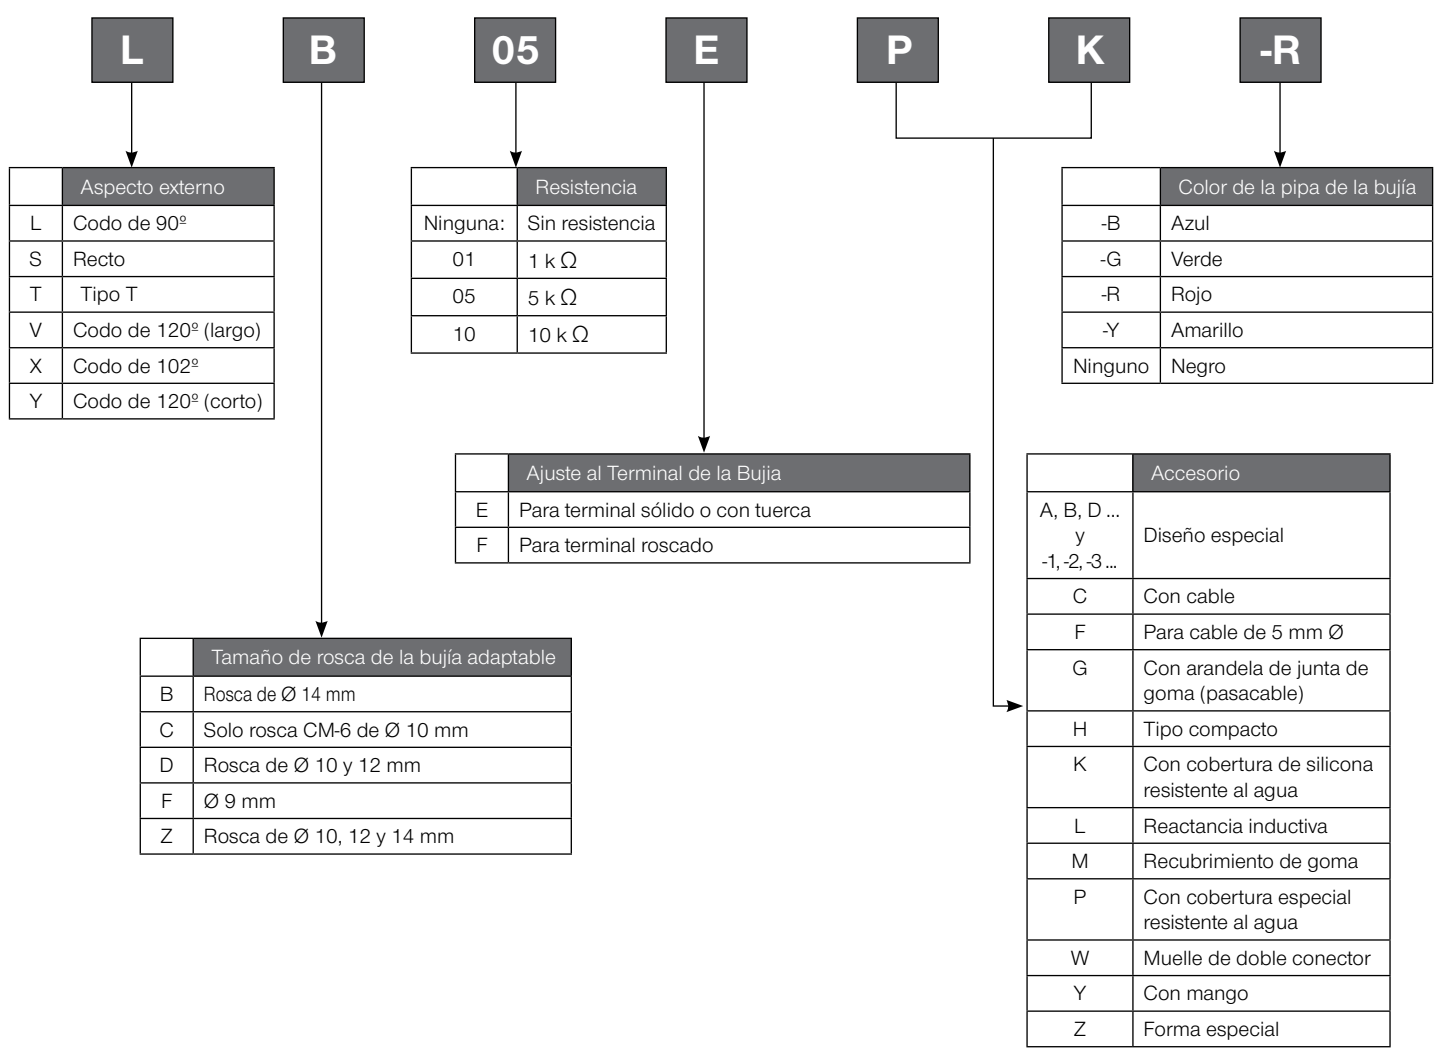 L B 05 E P K -R
Aspecto externo
L Codo de 90º
S Recto
T Tipo T
V Codo de 120º (largo)
X Codo de 102º
Y Codo de 120º (corto)
Resistencia
Ninguna: Sin resistencia
01 1 k Ω
05 5 k Ω
10 10 k Ω
Color de la pipa de la bujía
-B Azul
-G Verde
-R Rojo
-Y Amarillo
Ninguno Negro
Ajuste al Terminal de la Bujia
E Para terminal sólido o con tuerca
F Para terminal roscado
Tamaño de rosca de la bujía adaptable
B Rosca de Ø 14 mm
C Solo rosca CM-6 de Ø 10 mm
D Rosca de Ø 10 y 12 mm
F Ø 9 mm
Z Rosca de Ø 10, 12 y 14 mm
Accesorio
A, B, D ...
y
-1, -2, -3 ...
Diseño especial
C Con cable
F Para cable de 5 mm Ø
G Con arandela de junta de
goma (pasacable)
H Tipo compacto
K Con cobertura de silicona
resistente al agua
L Reactancia inductiva
M Recubrimiento de goma
P Con cobertura especial
resistente al agua
W Muelle de doble conector
Y Con mango
Z Forma especial